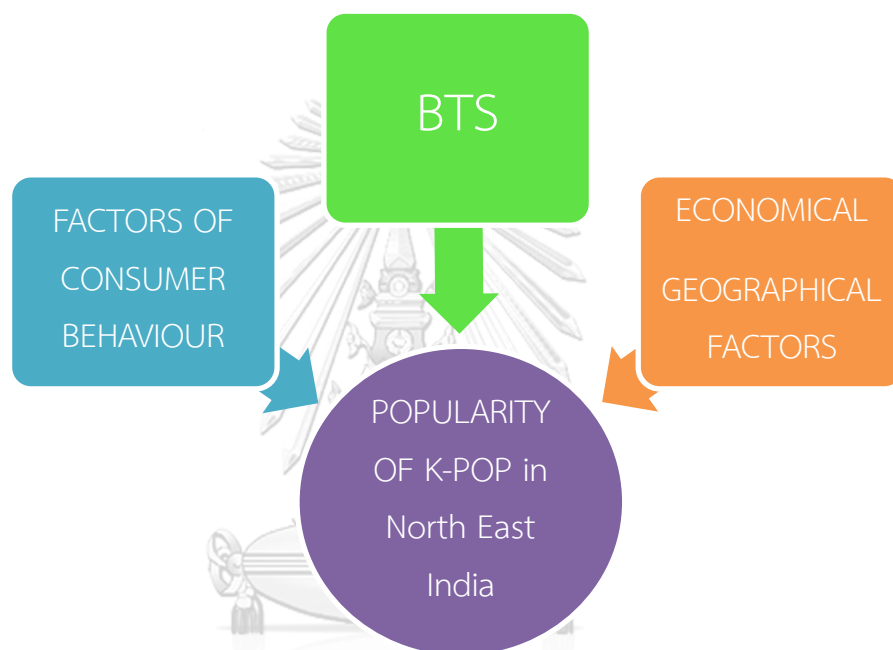 BTS
FACTORS OF
CONSUMER
BEHAVIOUR
ECONOMICAL
GEOGRAPHICAL
FACTORS
POPULARITY
OF K-POP in
North East
India